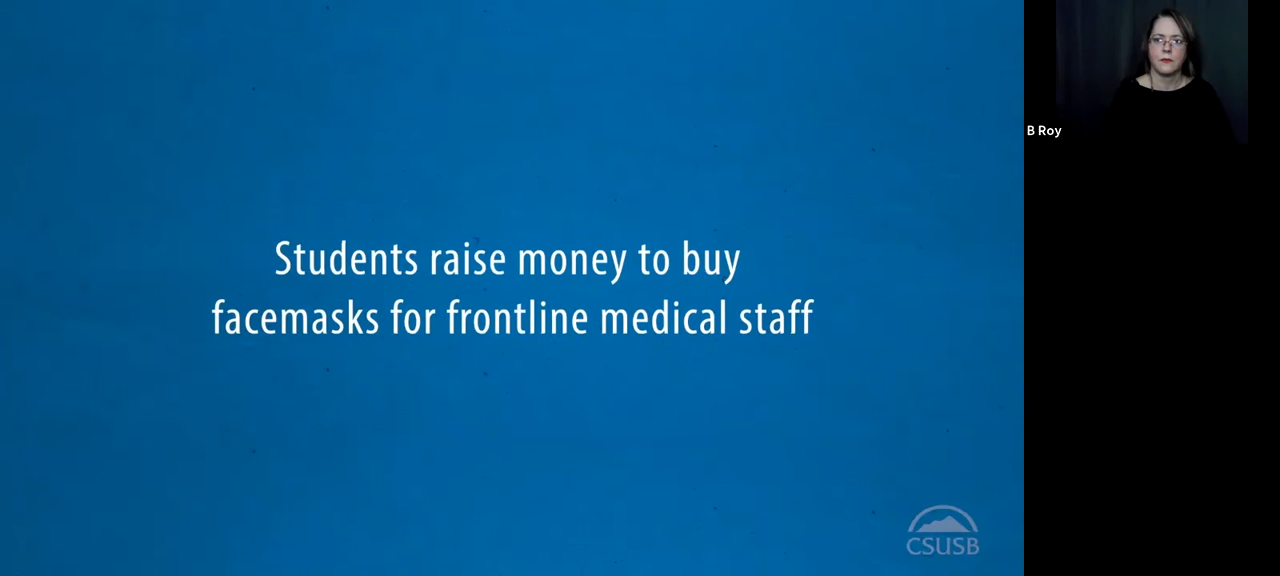 Students raise money to buy
facemasks for frontline medical staff
CSUSB
B Roy